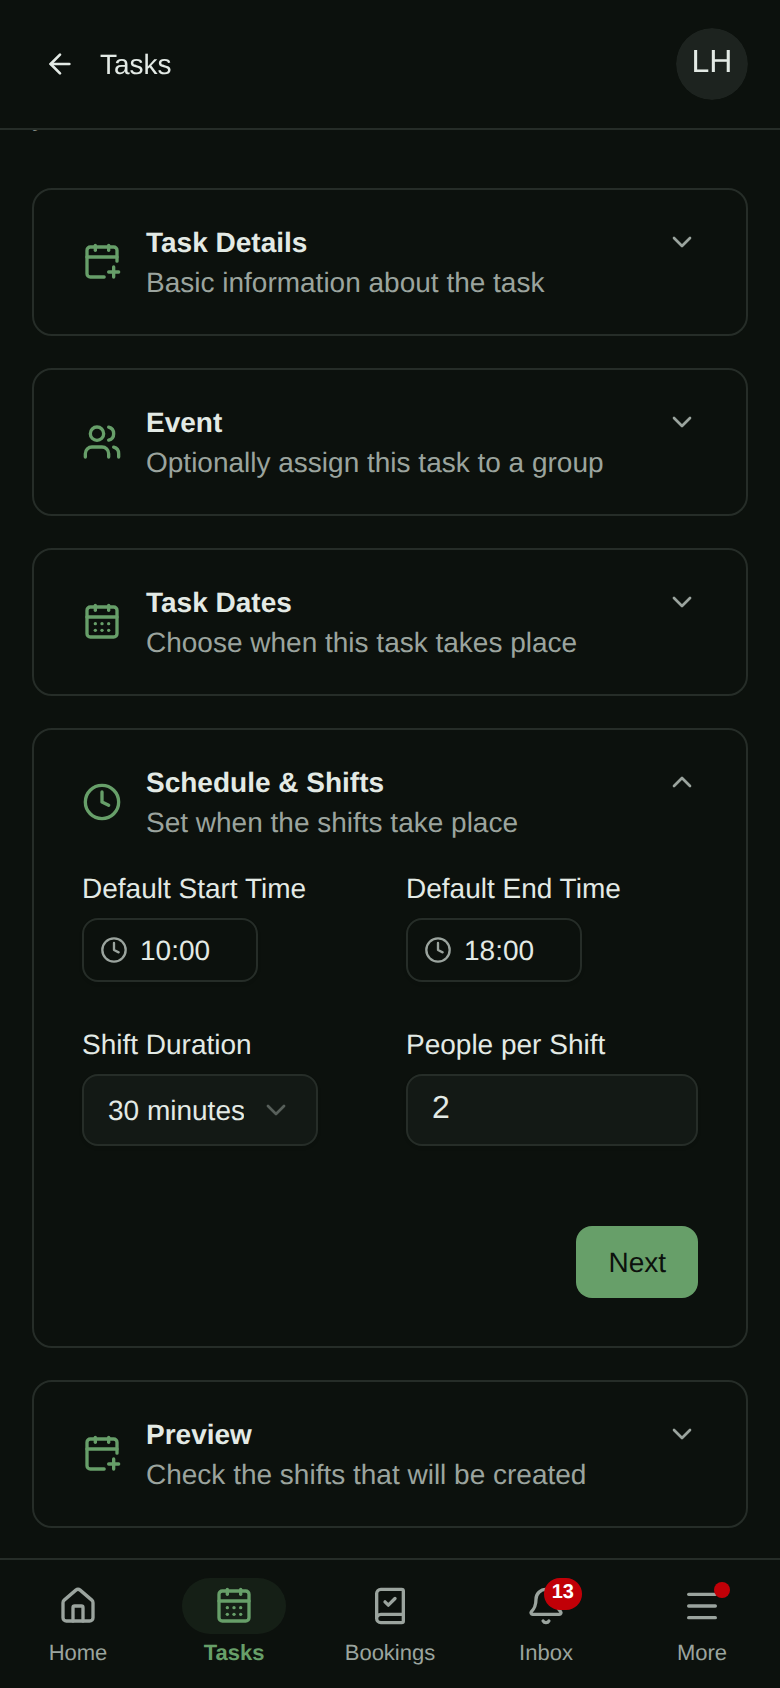 Tasks
LH
Task Details
Basic information about the task
Event
Optionally assign this task to a group
Task Dates
Choose when this task takes place
Schedule & Shifts
Set when the shifts take place
Default Start Time
Default End Time
10:00
18:00
Shift Duration
People per Shift
30 minutes
2
Next
Preview
Check the shifts that will be created
13
Home
Tasks
Bookings
Inbox
More